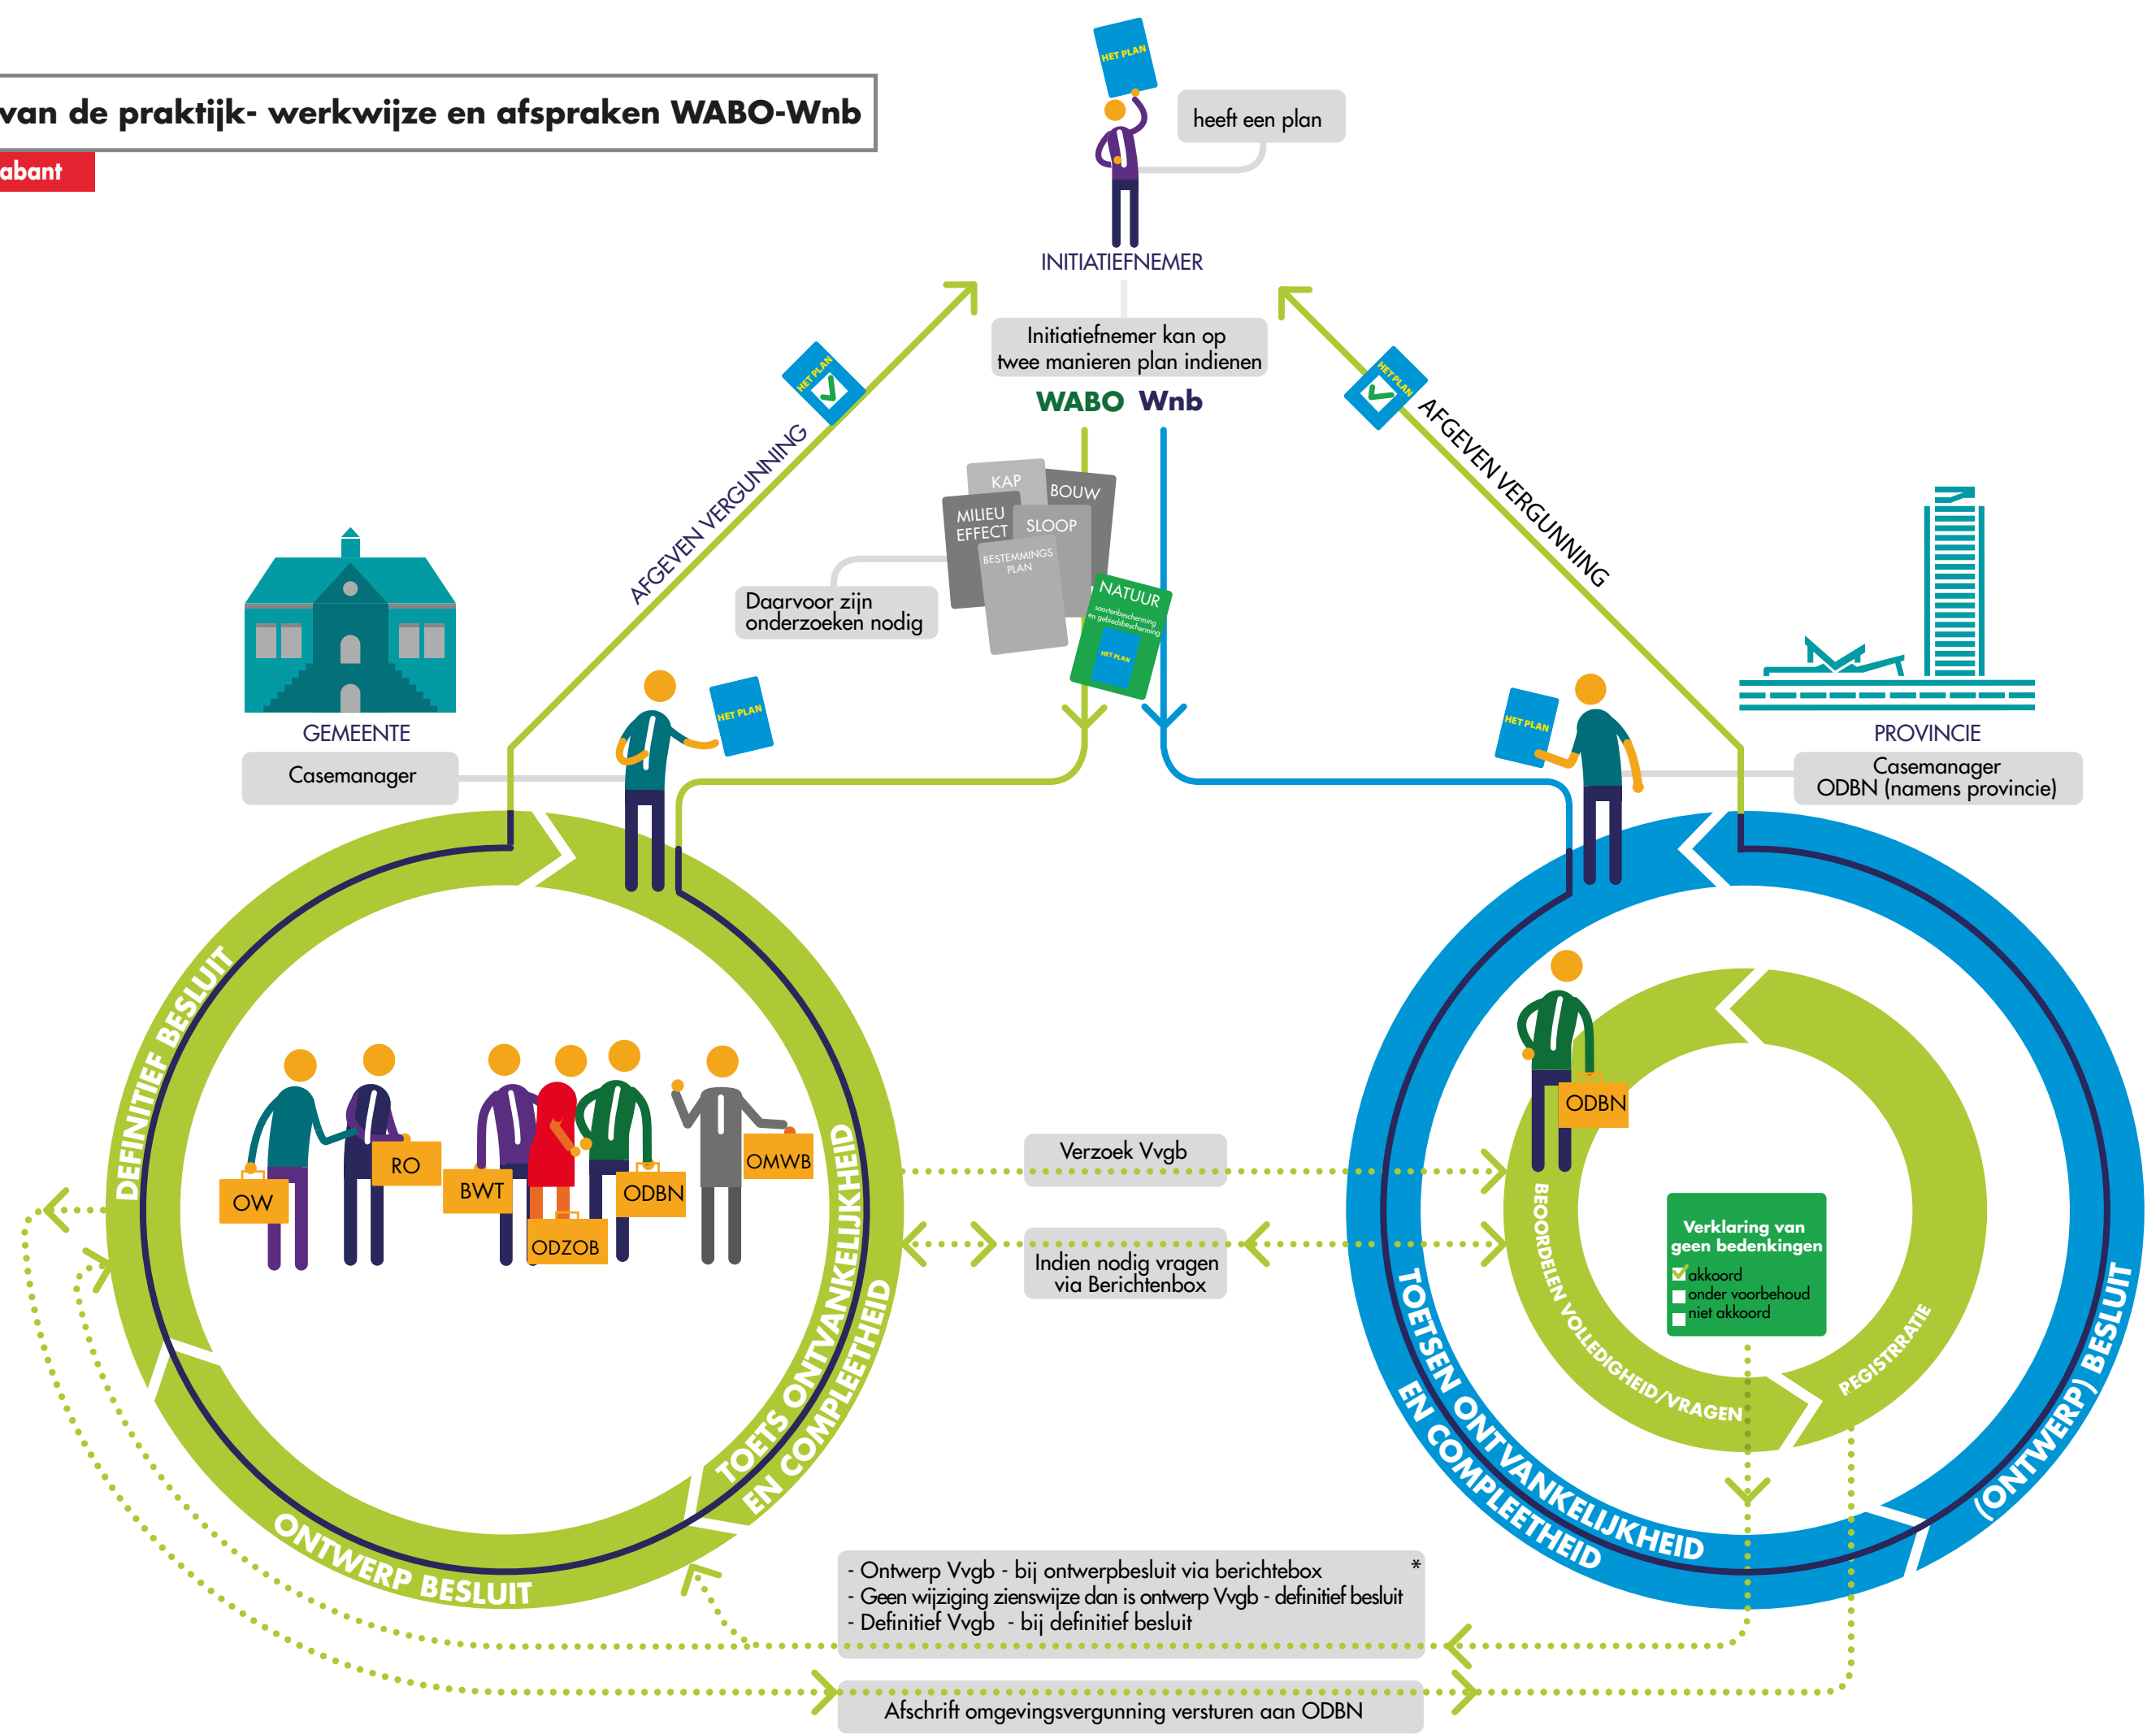 van de praktijk- werkwijze en afspraken WABO-Wnb
abant
HET PLAN
heeft een plan
INITIATIEFNEMER
Initiatiefnemer kan op
twee manieren plan indienen
WABO Wnb
HET PLAN
HET PLAN
AFGEVEN VERGUNNING
AFGEVEN VERGUNNING
KAP
BOUW
MILIEU
EFFECT
SLOOP
BESTEMMINGS
PLAN
NATUUR
soortenbescherming
en gebiedsbescherming
HET PLAN
Daarvoor zijn
onderzoeken nodig
GEMEENTE
Casemanager
HET PLAN
HET PLAN
PROVINCIE
Casemanager
ODBN (namens provincie)
DEFINITIEF BESLUIT
OW
RO
BWT
ODZOB
ODBN
OMWB
TOETS ONTVANKELIJKHEID
EN COMPLEETHEID
ONTWERP BESLUIT
Verzoek Vvgb
Indien nodig vragen
via Berichtenbox
ODBN
BEOORDELEN VOLLEDIGHEID/VRAGEN
REGISTRRATIE
Verklaring van
geen bedenkingen
akkoord
onder voorbehoud
niet akkoord
TOETSEN ONTVANKELIJKHEID
EN COMPLEETHEID
(ONTWERP) BESLUIT
- Ontwerp Vvgb - bij ontwerpbesluit via berichtebox *
- Geen wijziging zienswijze dan is ontwerp Vvgb - definitief besluit
- Definitief Vvgb - bij definitief besluit
Afschrift omgevingsvergunning versturen aan ODBN